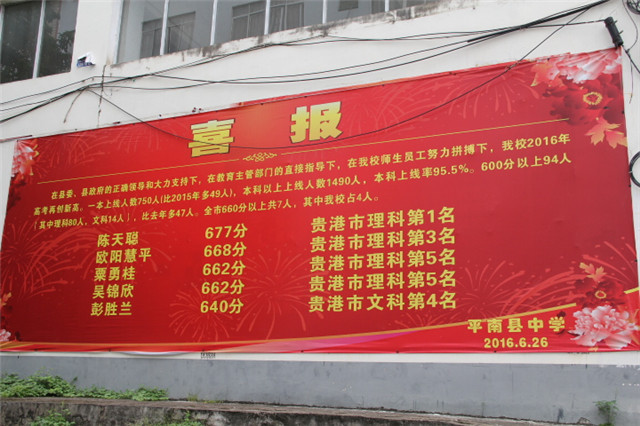 喜报
在县委、县政府的正确领导和大力支持下，在教育主管部门的直接指导下，在我校师生员工努力拼搏下，我校2016年
高考再创新高。一本上线人数750人(比2015年多49人)，本科以上上线人数1490人，本科上线率95.5%。600分以上94人
[其中理科80人，文科14人]，比去年多47人。全市660分以上共7人，其中我校占4人。
陈天聪 677分 贵港市理科第1名
欧阳慧平 668分 贵港市理科第3名
粟勇桂 662分 贵港市理科第5名
吴锦欣 662分 贵港市理科第5名
彭胜兰 640分 贵港市文科第4名
平南县中学
2016.6.26